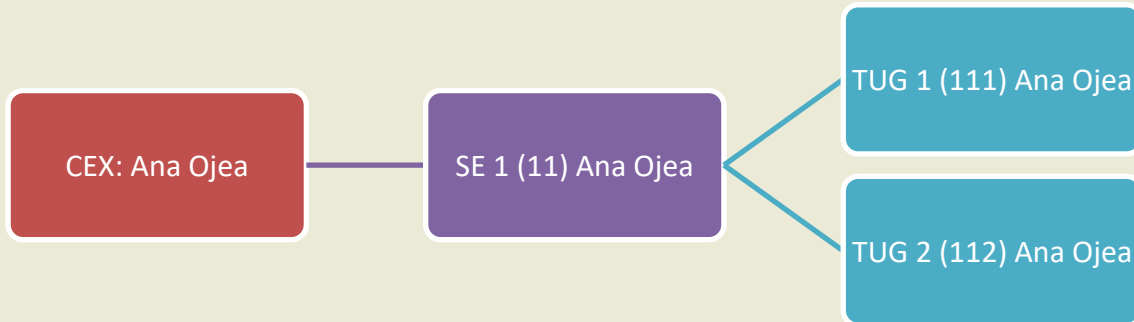 CEX: Ana Ojea
SE 1 (11) Ana Ojea
TUG 1 (111) Ana Ojea
TUG 2 (112) Ana Ojea